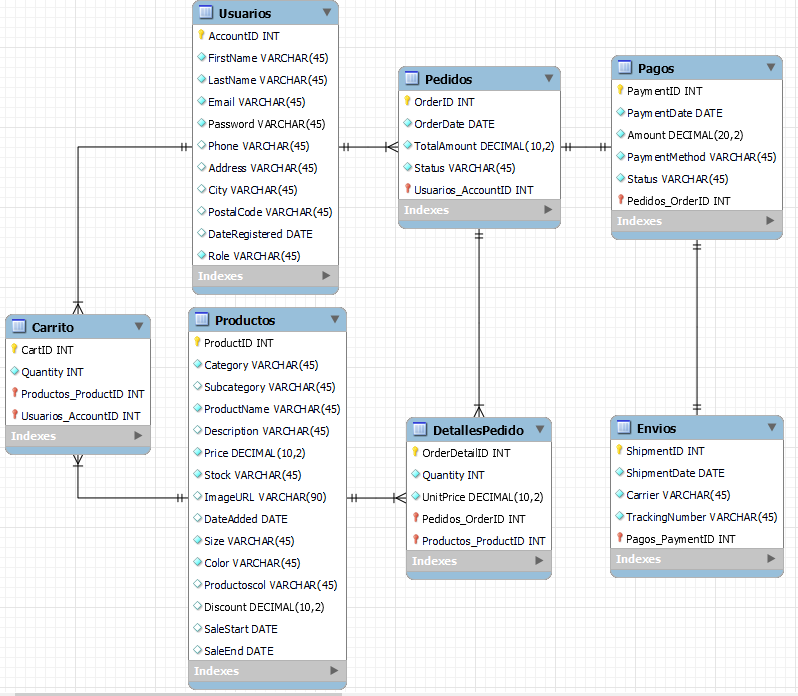 Usuarios
AccountID INT
FirstName VARCHAR(45)
LastName VARCHAR(45)
Email VARCHAR(45)
Password VARCHAR(45)
Phone VARCHAR(45)
Address VARCHAR(45)
City VARCHAR(45)
PostalCode VARCHAR(45)
DateRegistered DATE
Role VARCHAR(45)
Indexes
Pedidos
OrderID INT
OrderDate DATE
TotalAmount DECIMAL(10,2)
Status VARCHAR(45)
Usuarios_AccountID INT
Indexes
Pagos
PaymentID INT
PaymentDate DATE
Amount DECIMAL(20,2)
PaymentMethod VARCHAR(45)
Status VARCHAR(45)
Pedidos_OrderID INT
Indexes
Carrito
CartID INT
Quantity INT
Productos_ProductID INT
Usuarios_AccountID INT
Indexes
Productos
ProductID INT
Category VARCHAR(45)
Subcategory VARCHAR(45)
ProductName VARCHAR(45)
Description VARCHAR(45)
Price DECIMAL(10,2)
Stock VARCHAR(45)
ImageURL VARCHAR(90)
DateAdded DATE
Size VARCHAR(45)
Color VARCHAR(45)
Productoscol VARCHAR(45)
Discount DECIMAL(10,2)
SaleStart DATE
SaleEnd DATE
Indexes
DetallesPedido
OrderDetailID INT
Quantity INT
UnitPrice DECIMAL(10,2)
Pedidos_OrderID INT
Productos_ProductID INT
Indexes
Envios
ShipmentID INT
ShipmentDate DATE
Carrier VARCHAR(45)
TrackingNumber VARCHAR(45)
Pagos_PaymentID INT
Indexes